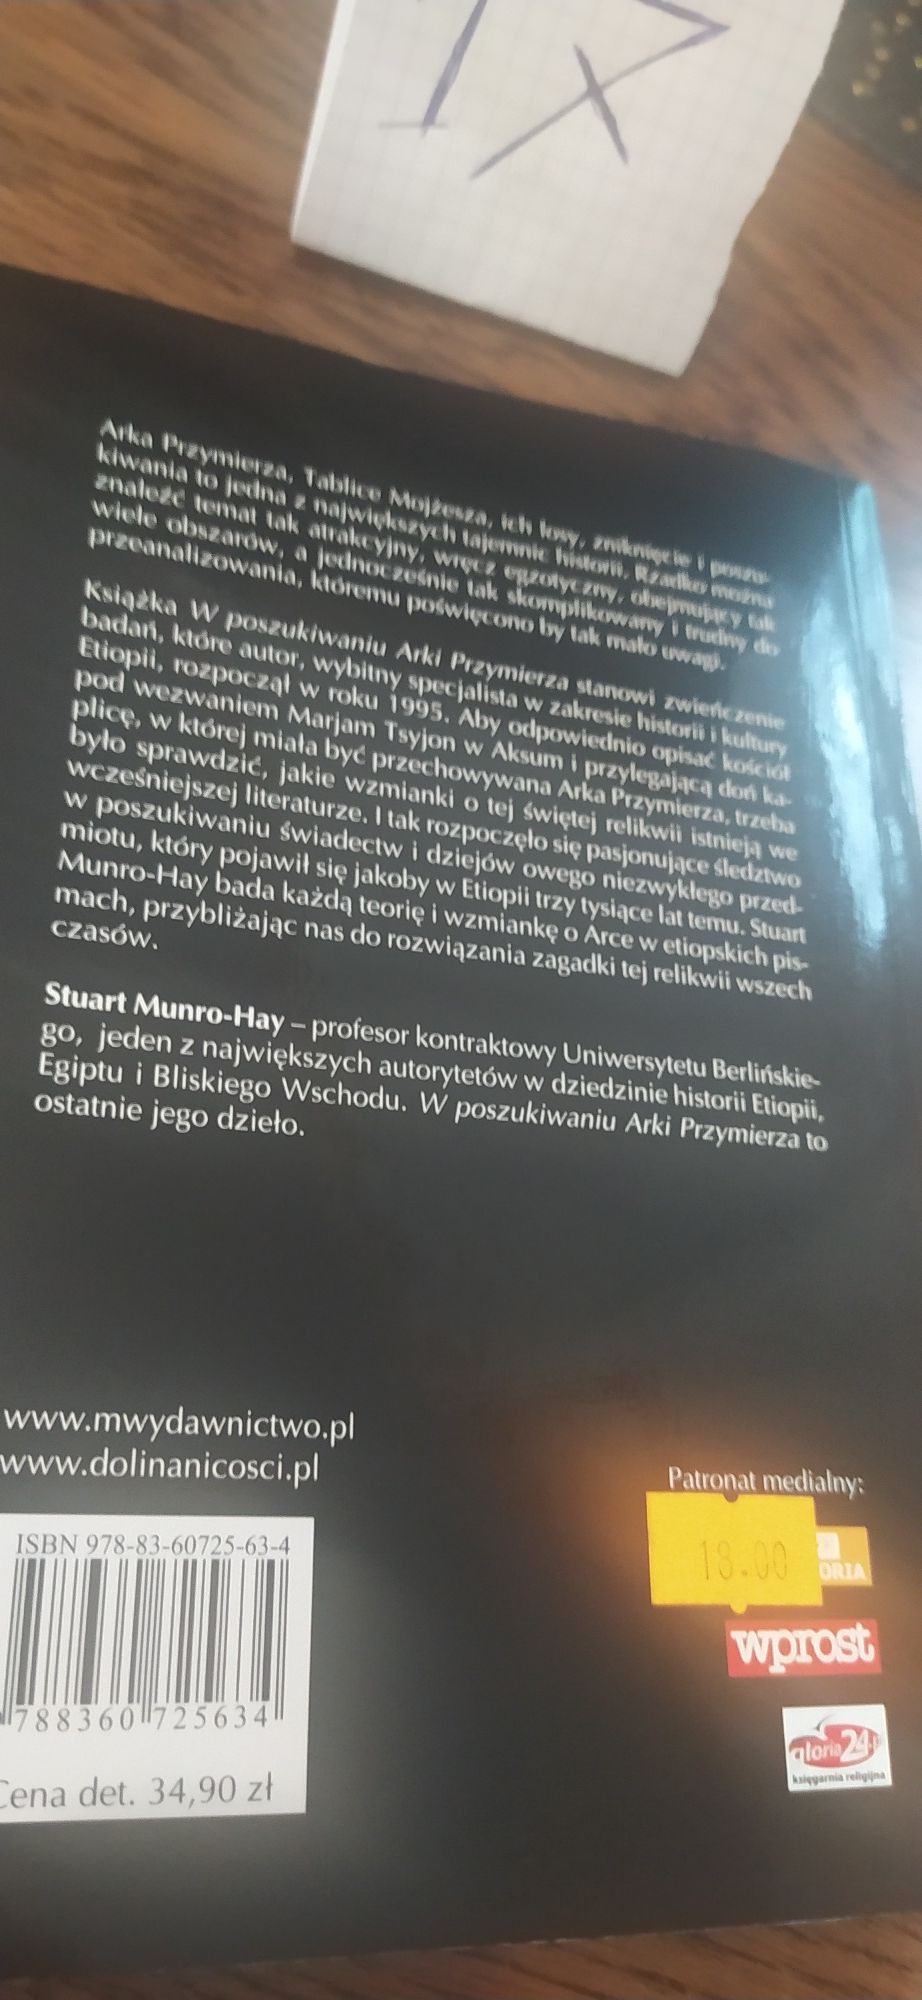 Arka Przymierza, Tablice Mojżesza, ich losy, zniknięcie i poszu-
kiwania to jedna z największych tajemnic historii. Rzadko można
znaleźć temat tak atrakcyjny, wręcz egzotyczny, obejmujący tak
wiele obszarów, a jednocześnie tak skomplikowany i trudny do
przeanalizowania, któremu poświęcono by tak mało uwagi.
Książka W poszukiwaniu Arki Przymierza stanowi zwieńczenie
badań, które autor, wybitny specjalista w zakresie historii i kultury
Etiopii, rozpoczął w roku 1995. Aby odpowiednio opisać kościół
pod wezwaniem Marjam Tsyjon w Aksum i przylegającą doń ka-
plicę, w której miała być przechowywana Arka Przymierza, trzeba
było sprawdzić, jakie wzmianki o tej świętej relikwii istnieją we
wcześniejszej literaturze. I tak rozpoczęło się pasjonujące śledztwo
w poszukiwaniu świadectw i dziejów owego niezwykłego przed-
miotu, który pojawił się jakoby w Etiopii trzy tysiące lat temu. Stuart
Munro-Hay bada każdą teorię i wzmiankę o Arce w etiopskich pis-
mach, przybliżając nas do rozwiązania zagadki tej relikwii wszech
czasów.
Stuart Munro-Hay – profesor kontraktowy Uniwersytetu Berlińskie-
go, jeden z największych autorytetów w dziedzinie historii Etiopii,
Egiptu i Bliskiego Wschodu. W poszukiwaniu Arki Przymierza to
ostatnie jego dzieło.
www.mwydawnictwo.pl
www.dolinanicosci.pl
Patronat medialny:
18.00
ORIA
wprost
gloria24.pl
księgarnia religijna
ISBN 978-83-60725-63-4
788360 725634
Cena det. 34,90 zł